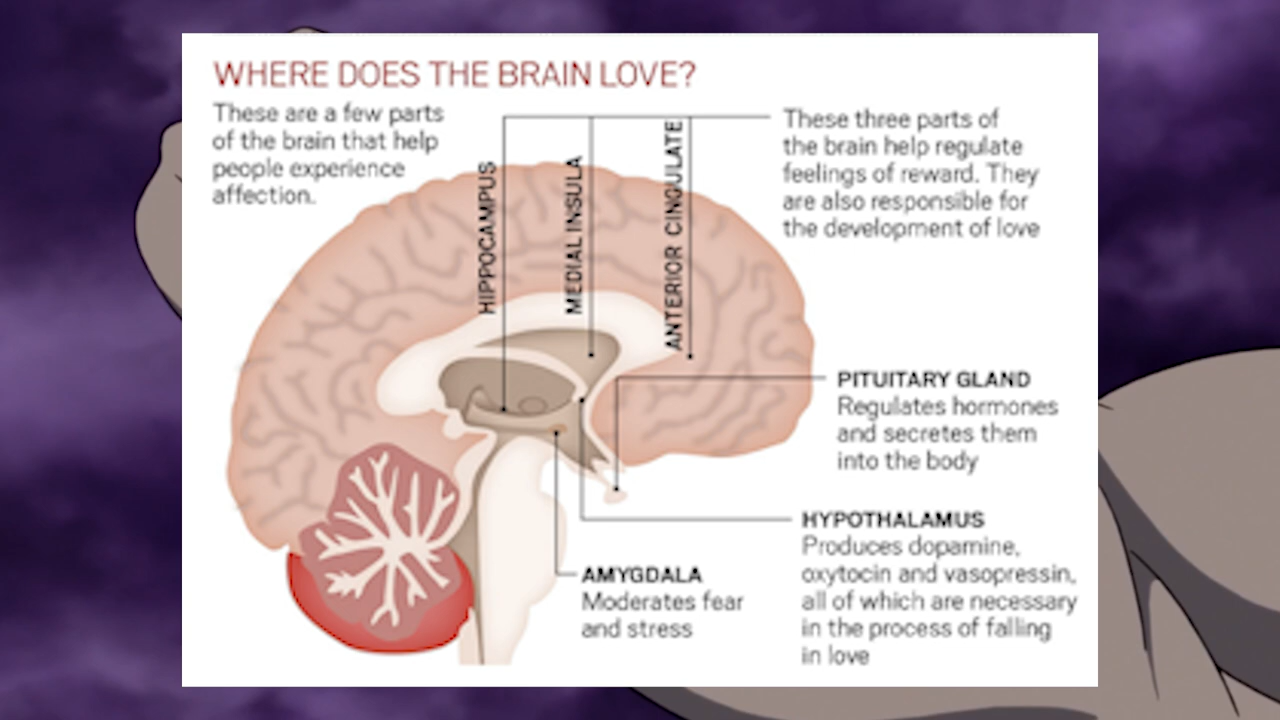 WHERE DOES THE BRAIN LOVE?
These are a few parts
of the brain that help
people experience
affection.
HIPPOCAMPUS
MEDIAL INSULA
ANTERIOR CINGULATE
These three parts of
the brain help regulate
feelings of reward. They
are also responsible for
the development of love
PITUITARY GLAND
Regulates hormones
and secretes them
into the body
HYPOTHALAMUS
Produces dopamine,
oxytocin and vasopressin,
all of which are necessary
in the process of falling
in love
AMYGDALA
Moderates fear
and stress